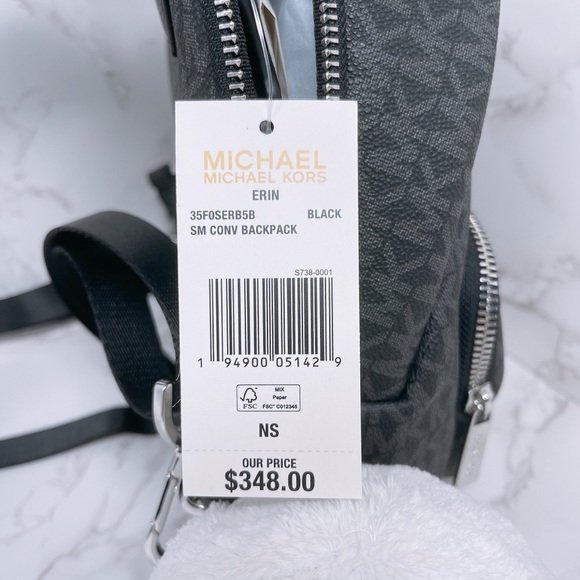 MICHAEL
MICHAEL KORS
ERIN
35F0SERB5B BLACK
SM CONV BACKPACK
S738-0001
1 94900 05142 9
FSC
MIX
Paper
FSC® C012345
NS
OUR PRICE
$348.00